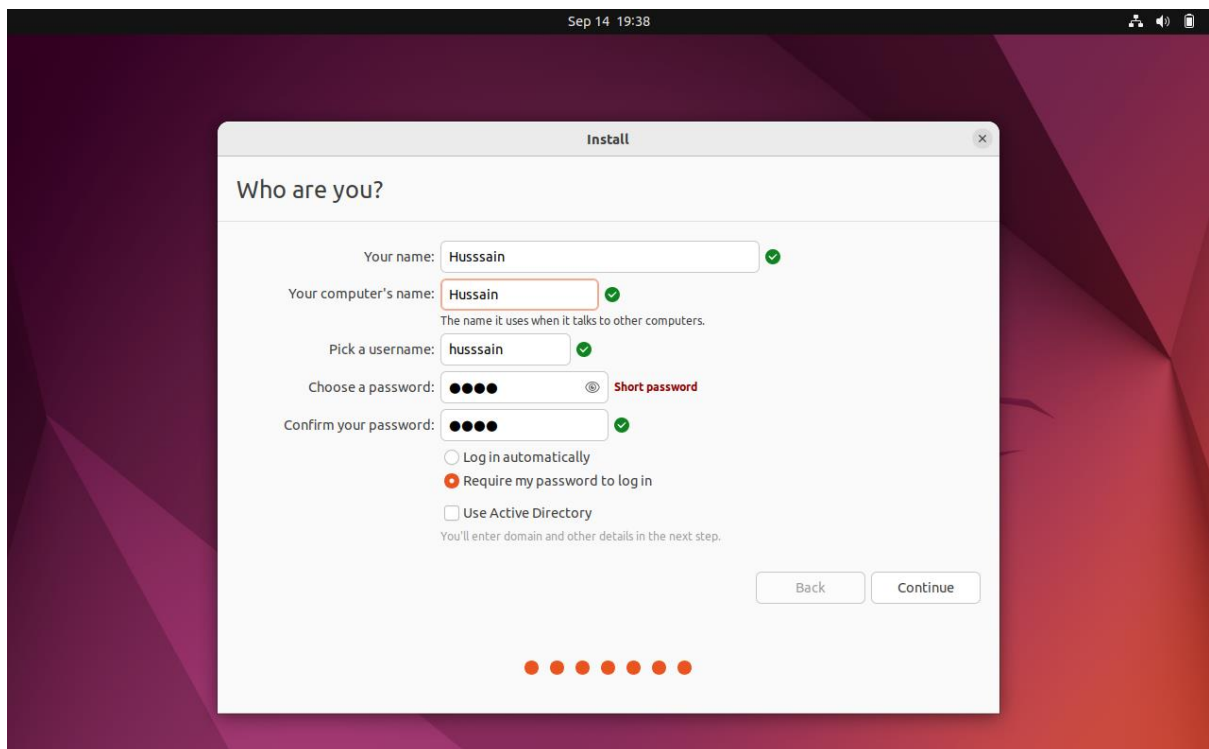 Sep 14 19:38
Install
Who are you?
Your name: Husssain
Your computer's name: Hussain
The name it uses when it talks to other computers.
Pick a username: husssain
Choose a password: ●●●● Short password
Confirm your password: ●●●●
Log in automatically
Require my password to log in
Use Active Directory
You'll enter domain and other details in the next step.
Back Continue